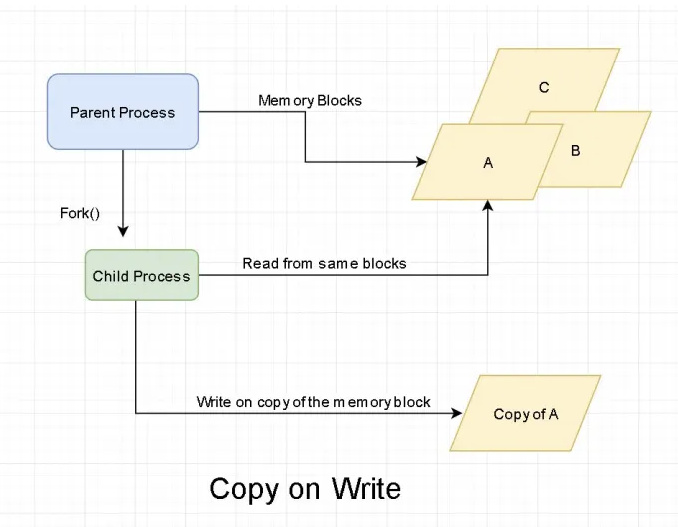 C
Memory Blocks
Parent Process
B
A
Fork()
Read from same blocks
Child Process
Write on copy of the memory block
Copy of A
Copy on Write